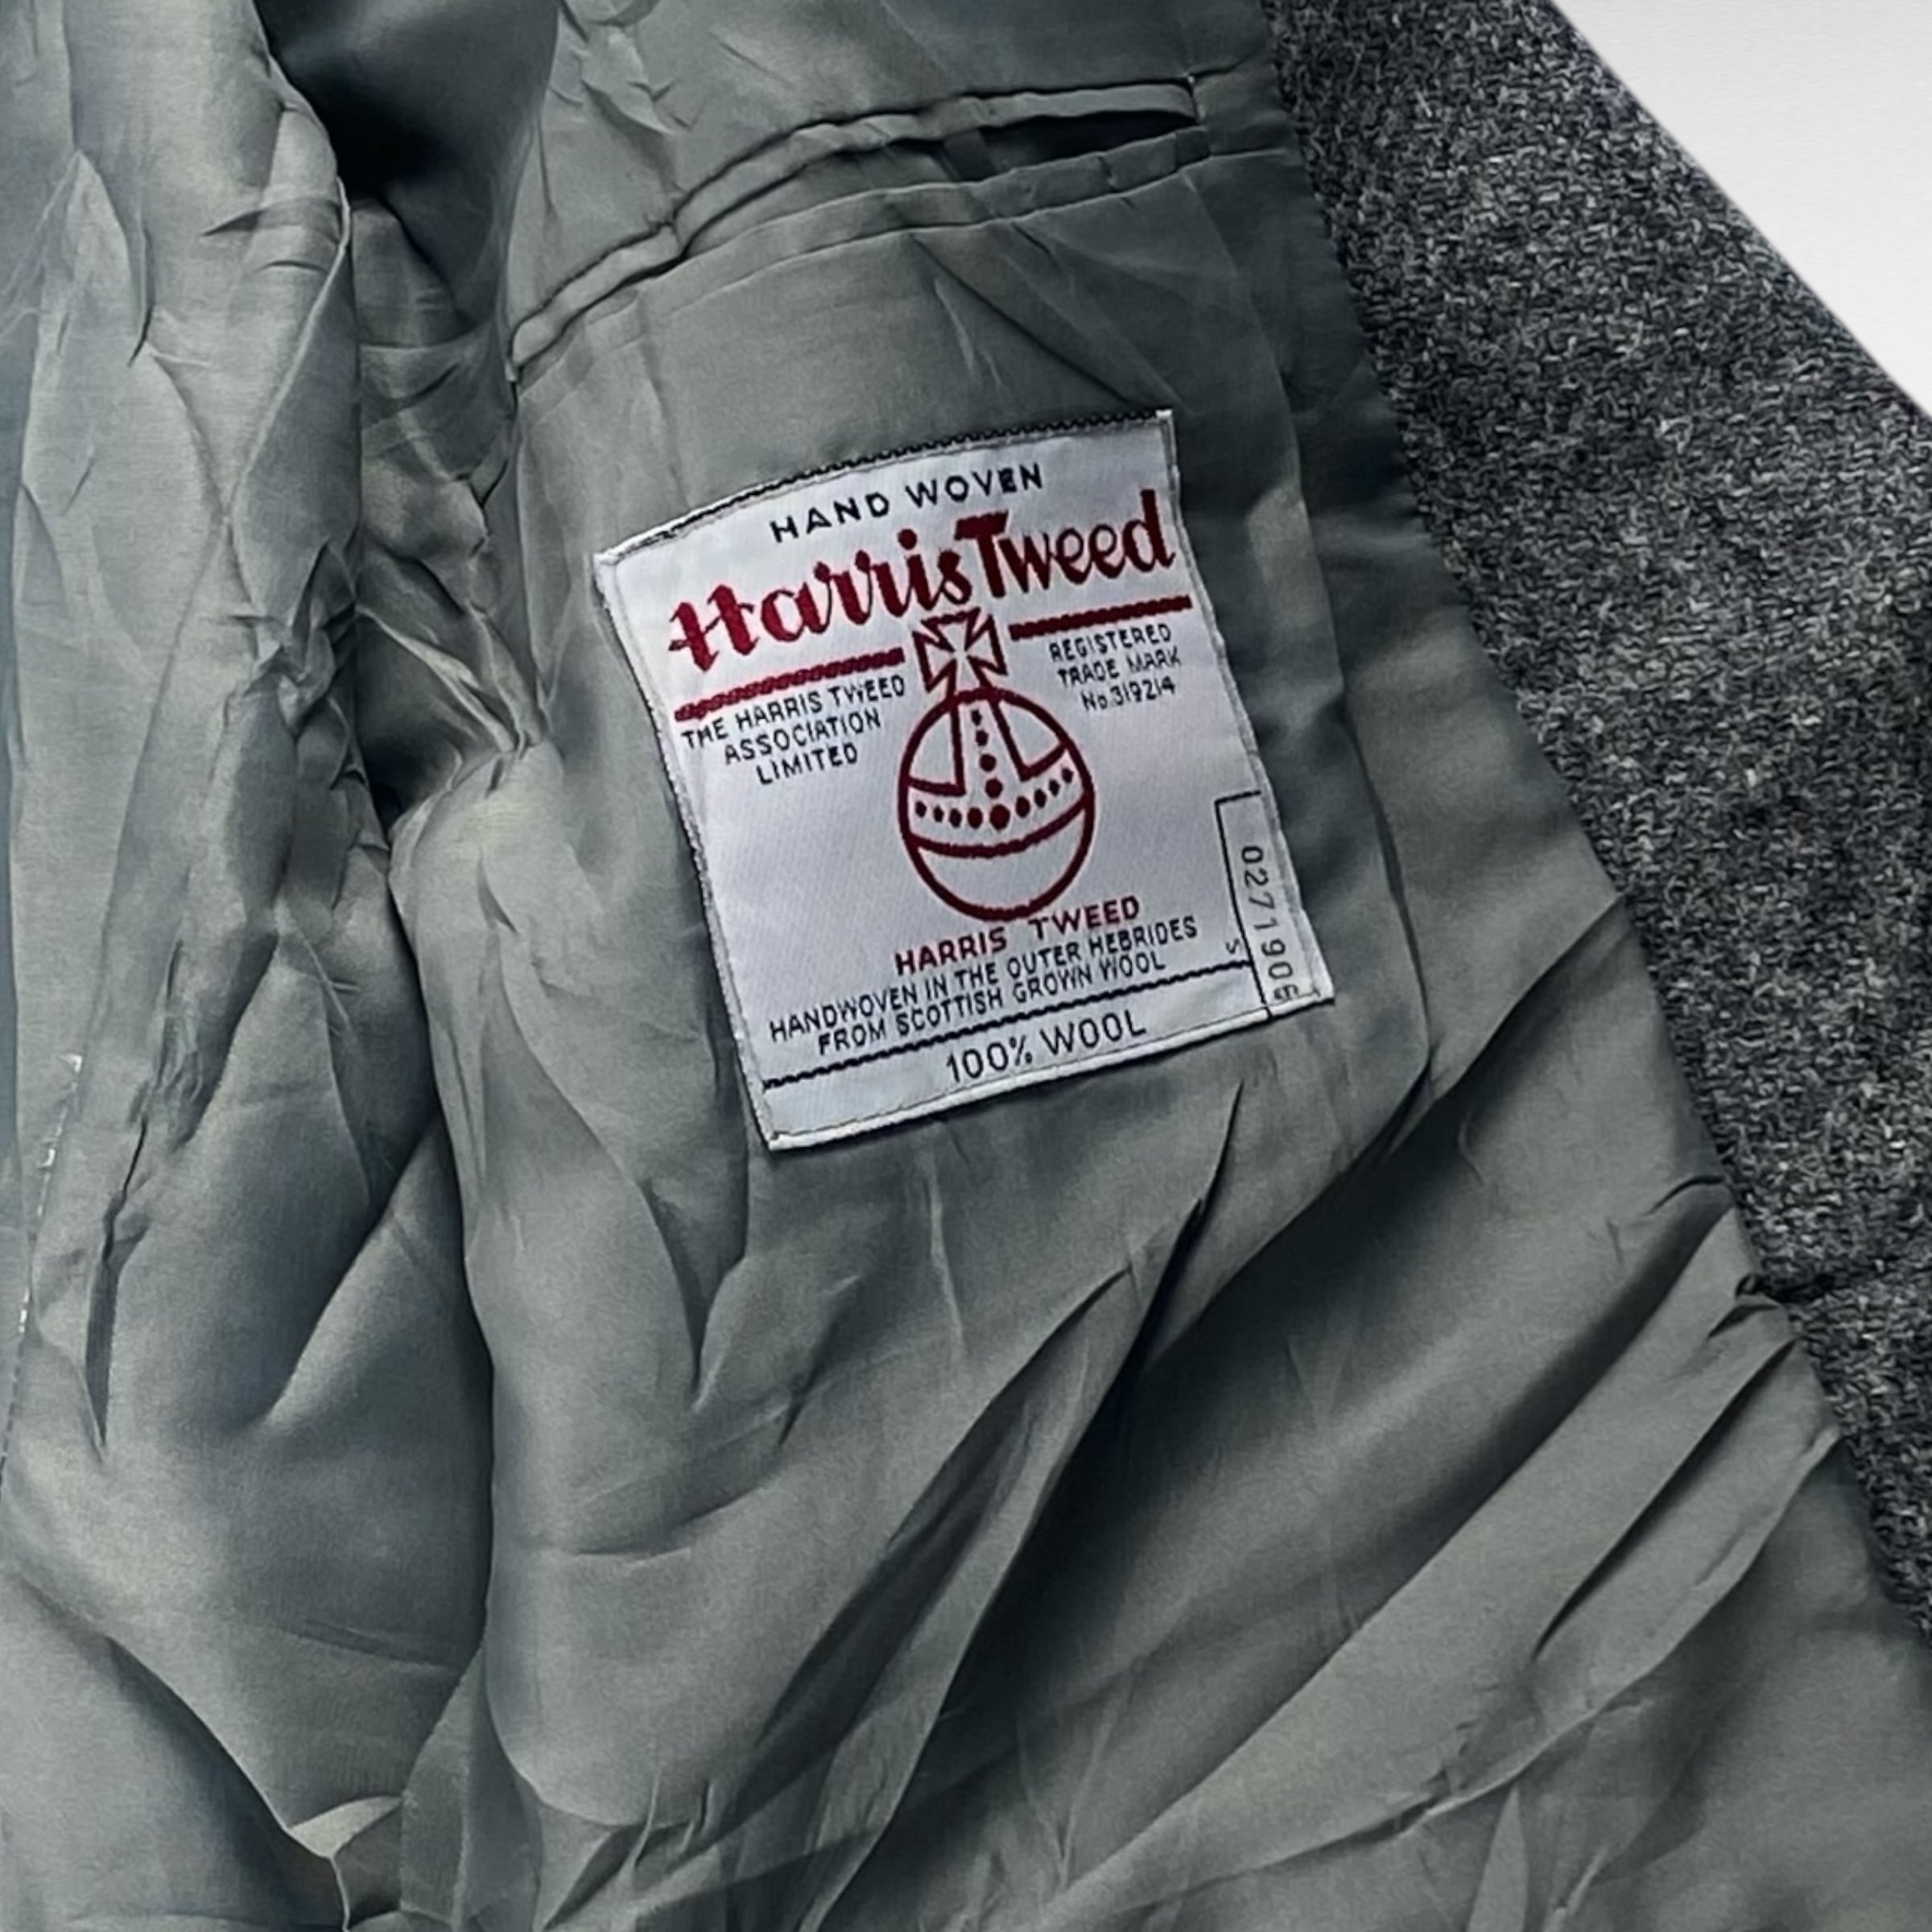 HAND WOVEN
Harris Tweed
THE HARRIS TWEED
ASSOCIATION
LIMITED
REGISTERED
TRADE MARK
No.319214
HARRIS TWEED
HANDWOVEN IN THE OUTER HEBRIDES
FROM SCOTTISH GROWN WOOL
100% WOOL
S